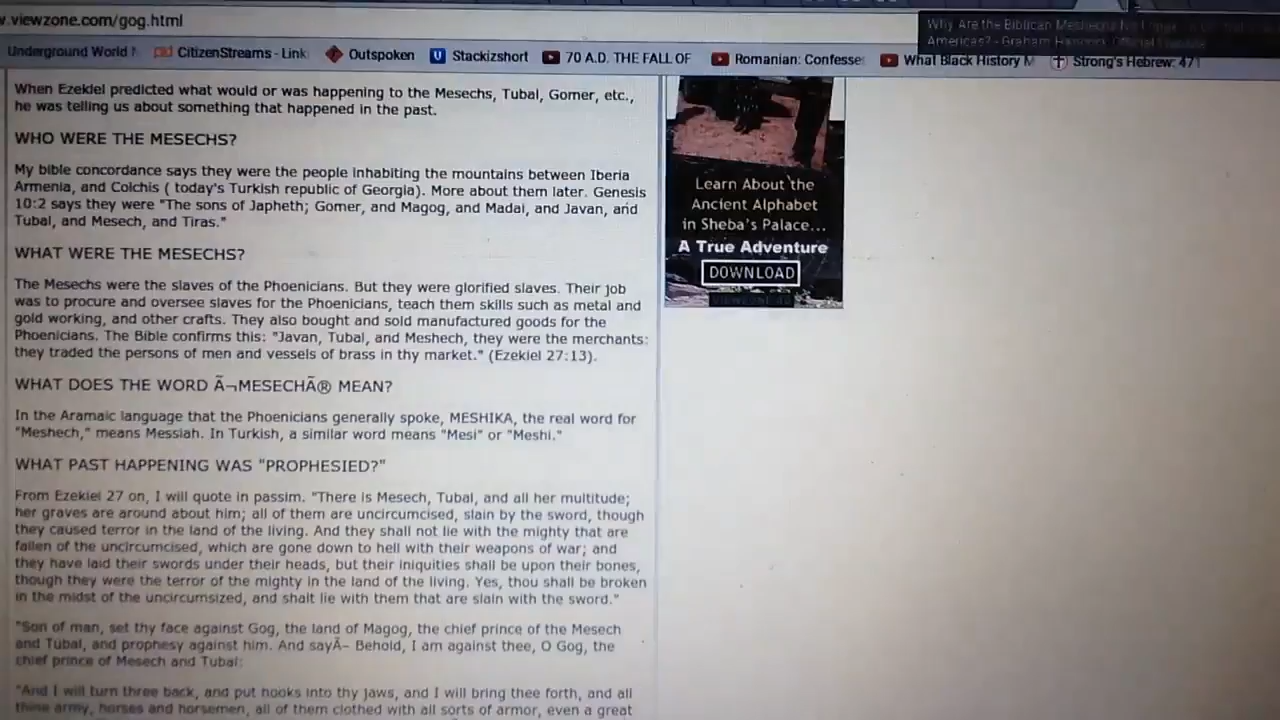 w.viewzone.com/gog.html
Why Are the Biblican Meshechs
Americas? - Graham Hancock Official
Underground World
CitizenStreams - Link
Outspoken
Stackizshort
70 A.D. THE FALL OF
Romanian: Confesse
What Black History M
Strong's Hebrew: 471
When Ezekiel predicted what would or was happening to the Mesechs, Tubal, Gomer, etc.,
he was telling us about something that happened in the past.
WHO WERE THE MESECHS?
My bible concordance says they were the people inhabiting the mountains between Iberia
Armenia, and Colchis ( today's Turkish republic of Georgia). More about them later. Genesis
10:2 says they were "The sons of Japheth; Gomer, and Magog, and Madai, and Javan, and
Tubal, and Mesech, and Tiras."
WHAT WERE THE MESECHS?
The Mesechs were the slaves of the Phoenicians. But they were glorified slaves. Their job
was to procure and oversee slaves for the Phoenicians, teach them skills such as metal and
gold working, and other crafts. They also bought and sold manufactured goods for the
Phoenicians. The Bible confirms this: "Javan, Tubal, and Meshech, they were the merchants:
they traded the persons of men and vessels of brass in thy market." (Ezekiel 27:13).
WHAT DOES THE WORD Ã¬MESECHÃ® MEAN?
In the Aramaic language that the Phoenicians generally spoke, MESHIKA, the real word for
"Meshech," means Messiah. In Turkish, a similar word means "Mesi" or "Meshi."
WHAT PAST HAPPENING WAS "PROPHESIED?"
From Ezekiel 27 on, I will quote in passim. "There is Mesech, Tubal, and all her multitude;
her graves are around about him; all of them are uncircumcised, slain by the sword, though
they caused terror in the land of the living. And they shall not lie with the mighty that are
fallen of the uncircumcised, which are gone down to hell with their weapons of war; and
they have laid their swords under their heads, but their iniquities shall be upon their bones,
though they were the terror of the mighty in the land of the living. Yes, thou shall be broken
in the midst of the uncircumsized, and shalt lie with them that are slain with the sword."
"Son of man, set thy face against Gog, the land of Magog, the chief prince of the Mesech
and Tubal, and prophesy against him. And sayÃ– Behold, I am against thee, O Gog, the
chief prince of Mesech and Tubal:
"And I will turn three back, and put hooks into thy jaws, and I will bring thee forth, and all
thine army, horses and horsemen, all of them clothed with all sorts of armor, even a great
Learn About the
Ancient Alphabet
in Sheba's Palace...
A True Adventure
DOWNLOAD